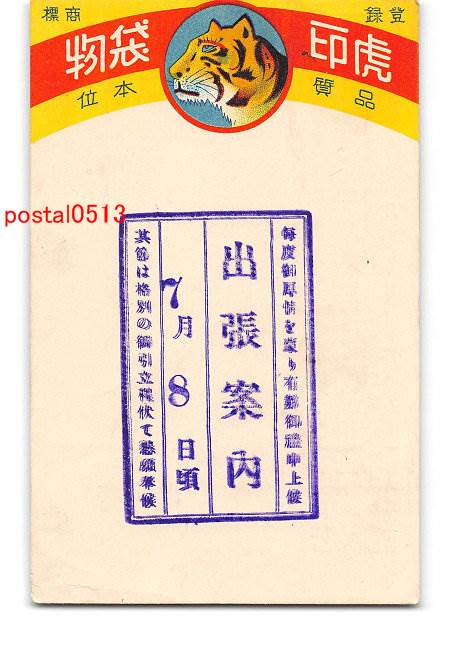 登録商標
虎印袋物
品質本位
毎度御厚情を蒙り有難御礼申上候
出張案內
7月8日頃
其節は格別の御引立程伏て懇願奉候
postal0513